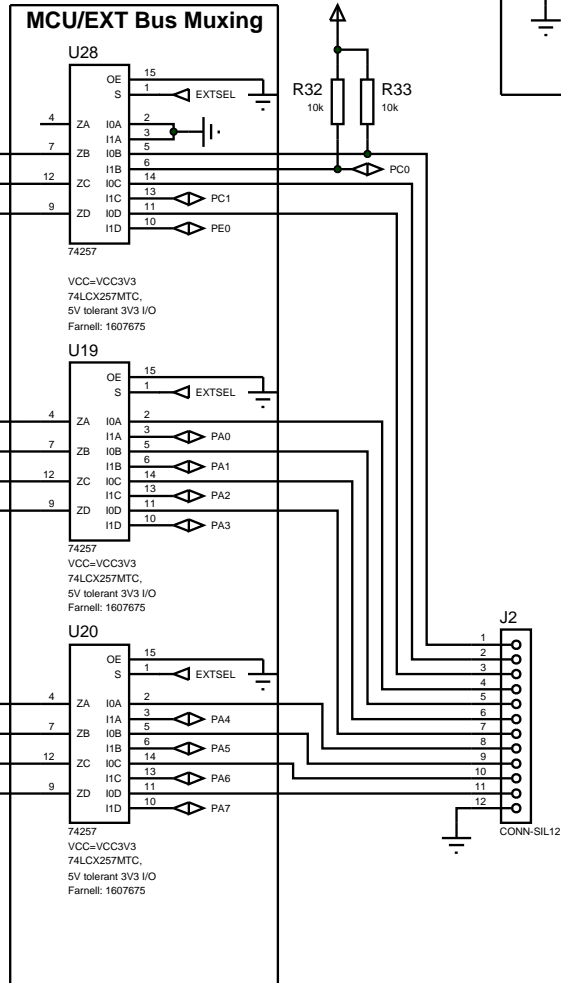 MCU/EXT Bus Muxing
U28
OE 15
S 1 EXTSEL
4 ZA I0A 2
I1A 3
7 ZB I0B 5
I1B 6 PC0
12 ZC I0C 14
I1C 13 PC1
9 ZD I0D 11
I1D 10 PE0
74257
VCC=VCC3V3
74LCX257MTC,
5V tolerant 3V3 I/O
Farnell: 1607675
R32
10k
R33
10k
U19
OE 15
S 1 EXTSEL
4 ZA I0A 2
I1A 3 PA0
7 ZB I0B 5
I1B 6 PA1
12 ZC I0C 14
I1C 13 PA2
9 ZD I0D 11
I1D 10 PA3
74257
VCC=VCC3V3
74LCX257MTC,
5V tolerant 3V3 I/O
Farnell: 1607675
U20
OE 15
S 1 EXTSEL
4 ZA I0A 2
I1A 3 PA4
7 ZB I0B 5
I1B 6 PA5
12 ZC I0C 14
I1C 13 PA6
9 ZD I0D 11
I1D 10 PA7
74257
VCC=VCC3V3
74LCX257MTC,
5V tolerant 3V3 I/O
Farnell: 1607675
J2
1
2
3
4
5
6
7
8
9
10
11
12
CONN-SIL12